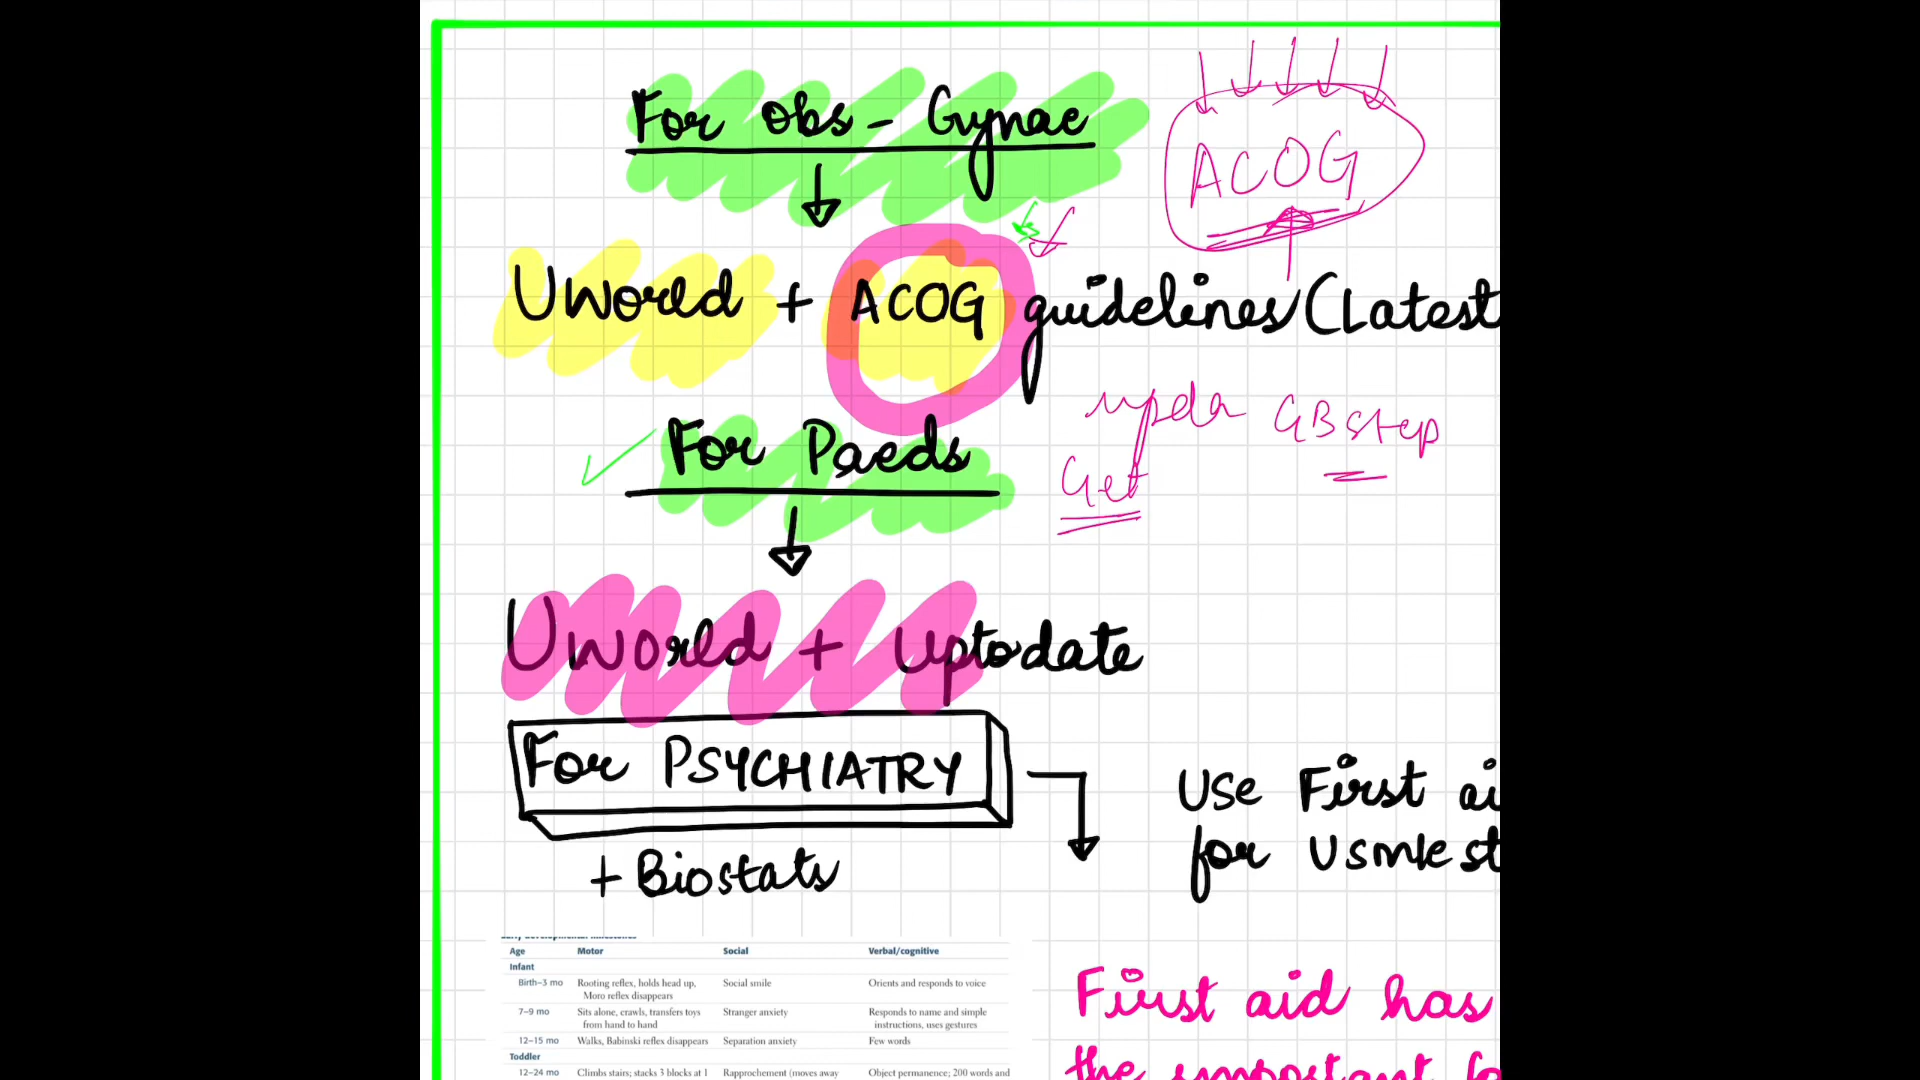 For Obs - Gynae
ACOG
Uworld + ACOG guidelines (Latest
GBstep
Get
For Paeds
Uworld + Uptodate
For PSYCHIATRY
+ Biostats
Use First ai
for Usmle st
Age Motor Social Verbal/cognitive
Infant
Birth–3 mo Rooting reflex, holds head up, Social smile Orients and responds to voice
Moro reflex disappears
7–9 mo Sits alone, crawls, transfers toys Stranger anxiety Responds to name and simple
from hand to hand instructions, uses gestures
12–15 mo Walks, Babinski reflex disappears Separation anxiety Few words
Toddler
12–24 mo Climbs stairs; stacks 3 blocks at 1 Rapprochement (moves away Object permanence; 200 words and
First aid has
the important